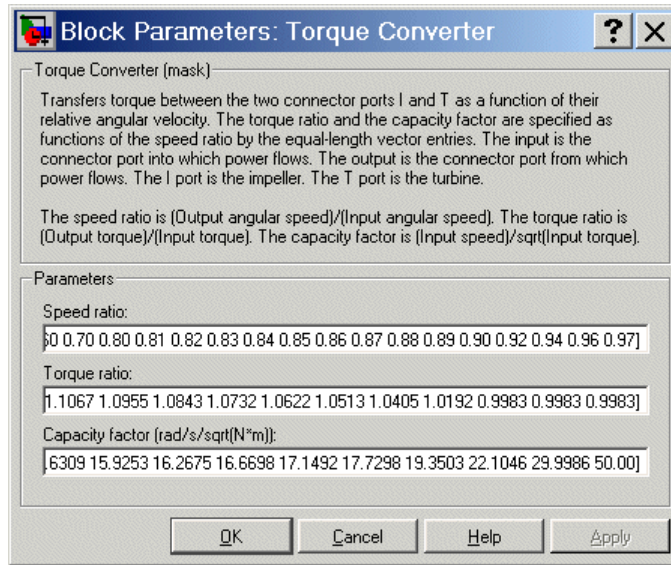 Block Parameters: Torque Converter
Torque Converter (mask)
Transfers torque between the two connector ports I and T as a function of their
relative angular velocity. The torque ratio and the capacity factor are specified as
functions of the speed ratio by the equal-length vector entries. The input is the
connector port into which power flows. The output is the connector port from which
power flows. The I port is the impeller. The T port is the turbine.
The speed ratio is (Output angular speed)/(Input angular speed). The torque ratio is
(Output torque)/(Input torque). The capacity factor is (Input speed)/sqrt(Input torque).
Parameters
Speed ratio:
0.70 0.80 0.81 0.82 0.83 0.84 0.85 0.86 0.87 0.88 0.89 0.90 0.92 0.94 0.96 0.97]
Torque ratio:
1.1067 1.0955 1.0843 1.0732 1.0622 1.0513 1.0405 1.0192 0.9983 0.9983 0.9983]
Capacity factor (rad/s/sqrt(N*m)):
.6309 15.9253 16.2675 16.6698 17.1492 17.7298 19.3503 22.1046 29.9986 50.00]
OK Cancel Help Apply